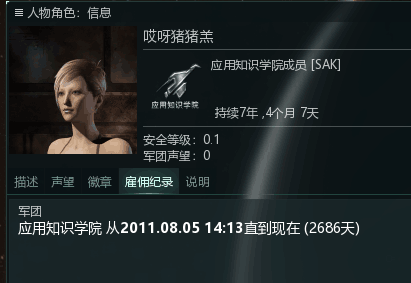 人物角色：信息
哎呀猪猪羔
应用知识学院成员 [SAK]
应用知识学院
持续7年 ,4个月 7天
安全等级：0.1
军团声望：0
描述 声望 徽章 雇佣纪录 说明
军团
应用知识学院 从2011.08.05 14:13直到现在 (2686天)